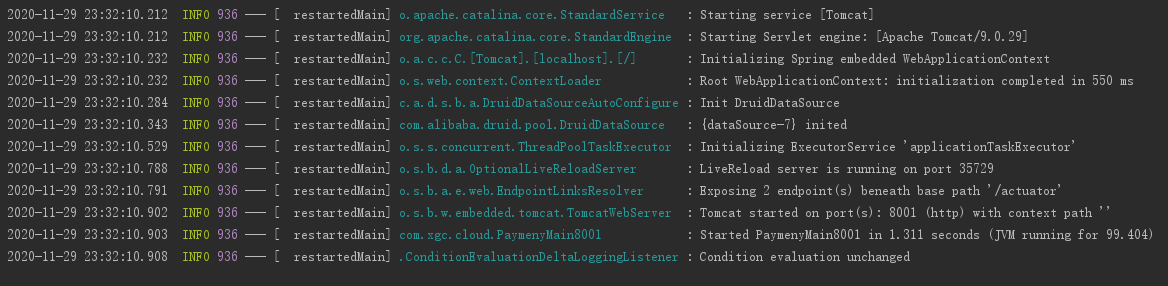 2020-11-29 23:32:10.212  INFO 936 --- [  restartedMain] o.apache.catalina.core.StandardService   : Starting service [Tomcat]
2020-11-29 23:32:10.212  INFO 936 --- [  restartedMain] org.apache.catalina.core.StandardEngine  : Starting Servlet engine: [Apache Tomcat/9.0.29]
2020-11-29 23:32:10.232  INFO 936 --- [  restartedMain] o.a.c.c.C.[Tomcat].[localhost].[/]       : Initializing Spring embedded WebApplicationContext
2020-11-29 23:32:10.232  INFO 936 --- [  restartedMain] o.s.web.context.ContextLoader            : Root WebApplicationContext: initialization completed in 550 ms
2020-11-29 23:32:10.284  INFO 936 --- [  restartedMain] c.a.d.s.b.a.DruidDataSourceAutoConfigure : Init DruidDataSource
2020-11-29 23:32:10.343  INFO 936 --- [  restartedMain] com.alibaba.druid.pool.DruidDataSource   : {dataSource-7} inited
2020-11-29 23:32:10.529  INFO 936 --- [  restartedMain] o.s.s.concurrent.ThreadPoolTaskExecutor  : Initializing ExecutorService 'applicationTaskExecutor'
2020-11-29 23:32:10.788  INFO 936 --- [  restartedMain] o.s.b.d.a.OptionalLiveReloadServer       : LiveReload server is running on port 35729
2020-11-29 23:32:10.791  INFO 936 --- [  restartedMain] o.s.b.a.e.web.EndpointLinksResolver      : Exposing 2 endpoint(s) beneath base path '/actuator'
2020-11-29 23:32:10.902  INFO 936 --- [  restartedMain] o.s.b.w.embedded.tomcat.TomcatWebServer  : Tomcat started on port(s): 8001 (http) with context path ''
2020-11-29 23:32:10.903  INFO 936 --- [  restartedMain] com.xgc.cloud.PaymenyMain8001            : Started PaymenyMain8001 in 1.311 seconds (JVM running for 99.404)
2020-11-29 23:32:10.908  INFO 936 --- [  restartedMain] .ConditionEvaluationDeltaLoggingListener : Condition evaluation unchanged